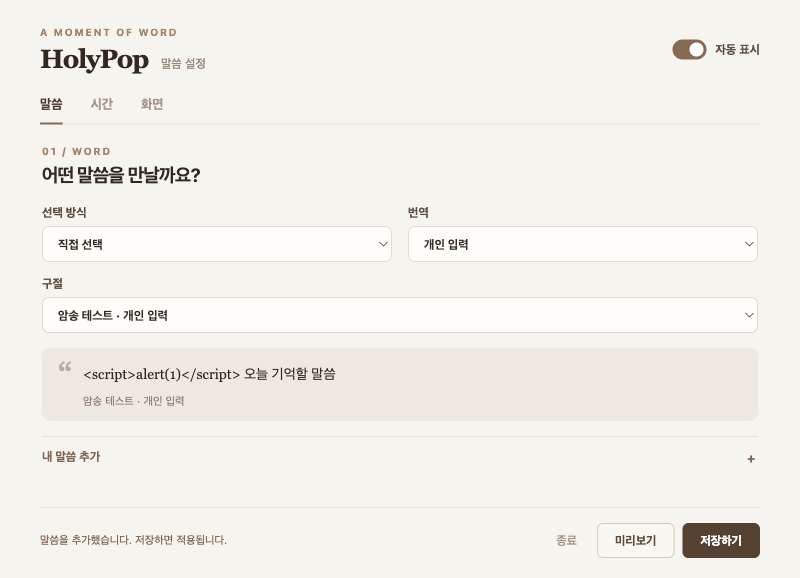 A MOMENT OF WORD
HolyPop 말씀 설정
자동 표시
말씀 시간 화면
01 / WORD
어떤 말씀을 만날까요?
선택 방식 번역
직접 선택 개인 입력
구절
암송 테스트 · 개인 입력
“ <script>alert(1)</script> 오늘 기억할 말씀
암송 테스트 · 개인 입력
내 말씀 추가 +
말씀을 추가했습니다. 저장하면 적용됩니다. 종료 미리보기 저장하기